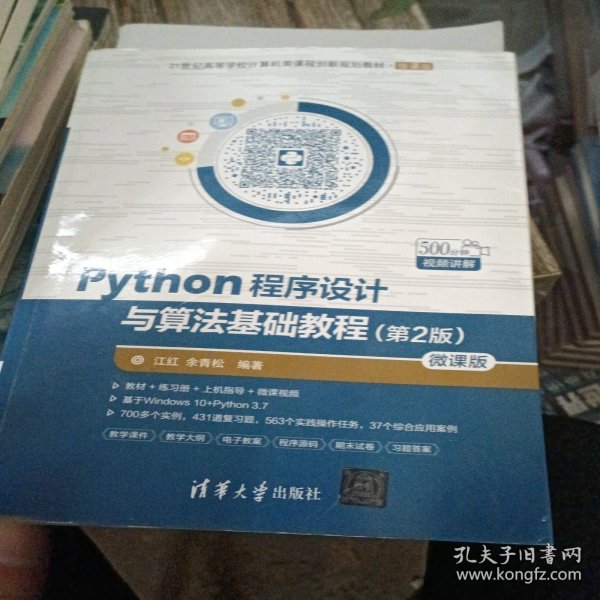 21世纪高等学校计算机类课程创新规划教材·微课版
500分钟
视频讲解
Python 程序设计
与算法基础教程(第2版)
微课版
江红 余青松 编著
教材+练习册+上机指导+微课视频
基于Windows 10+Python 3.7
700多个实例,431道复习题,563个实践操作任务,37个综合应用案例
教学课件 教学大纲 电子教案 程序源码 期末试卷 习题答案
清华大学出版社
孔夫子旧书网
www.kongfz.com